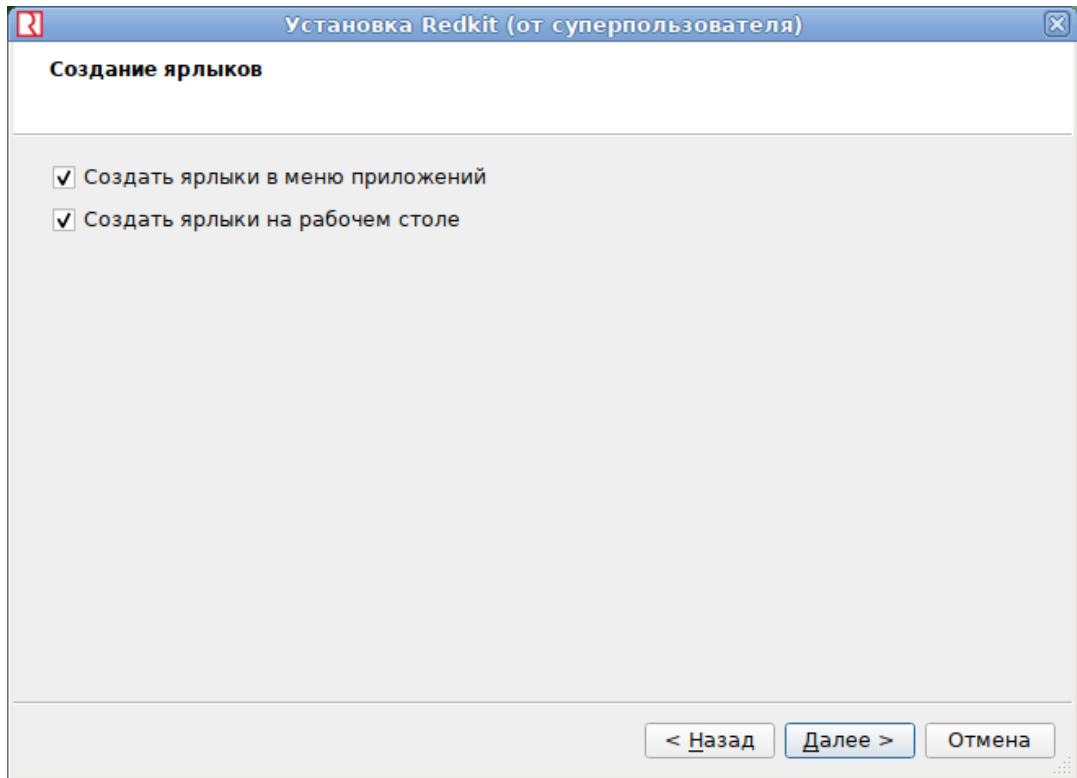 Установка Redkit (от суперпользователя)
Создание ярлыков
Создать ярлыки в меню приложений
Создать ярлыки на рабочем столе
< Назад Далее > Отмена